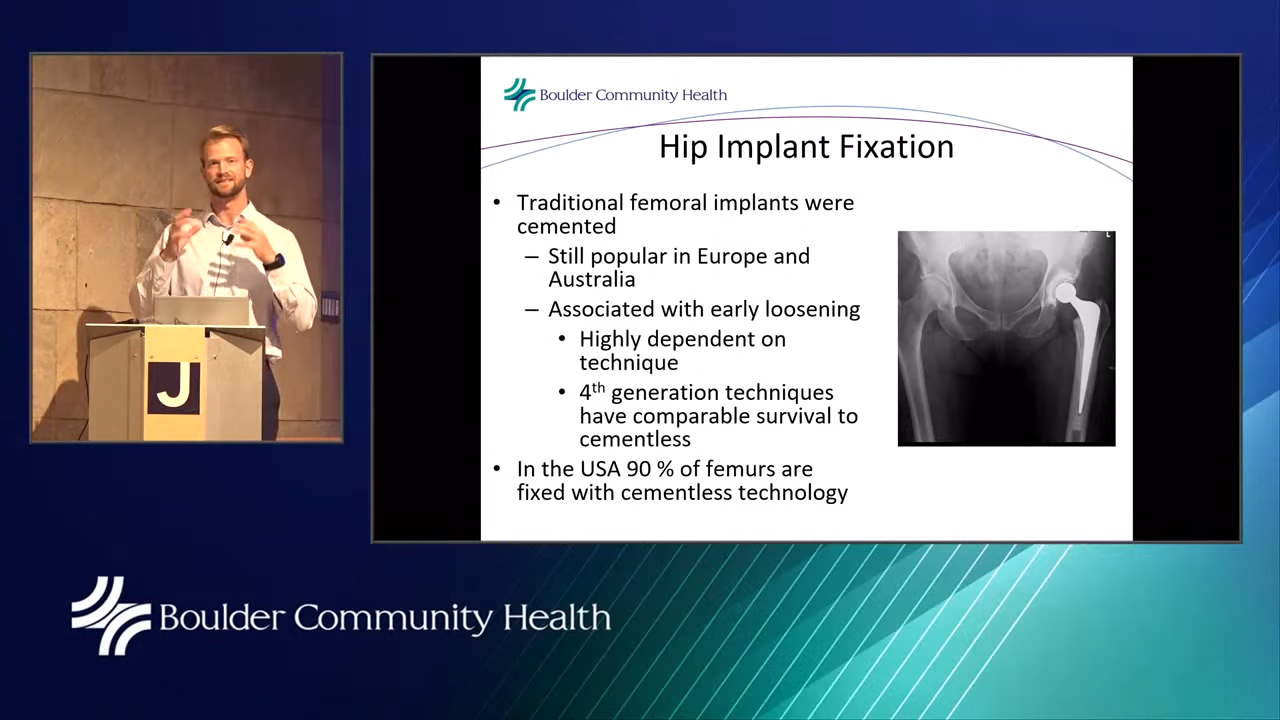 Boulder Community Health
Hip Implant Fixation
• Traditional femoral implants were
cemented
– Still popular in Europe and
Australia
– Associated with early loosening
• Highly dependent on
technique
• 4th generation techniques
have comparable survival to
cementless
• In the USA 90 % of femurs are
fixed with cementless technology
L
J
Boulder Community Health